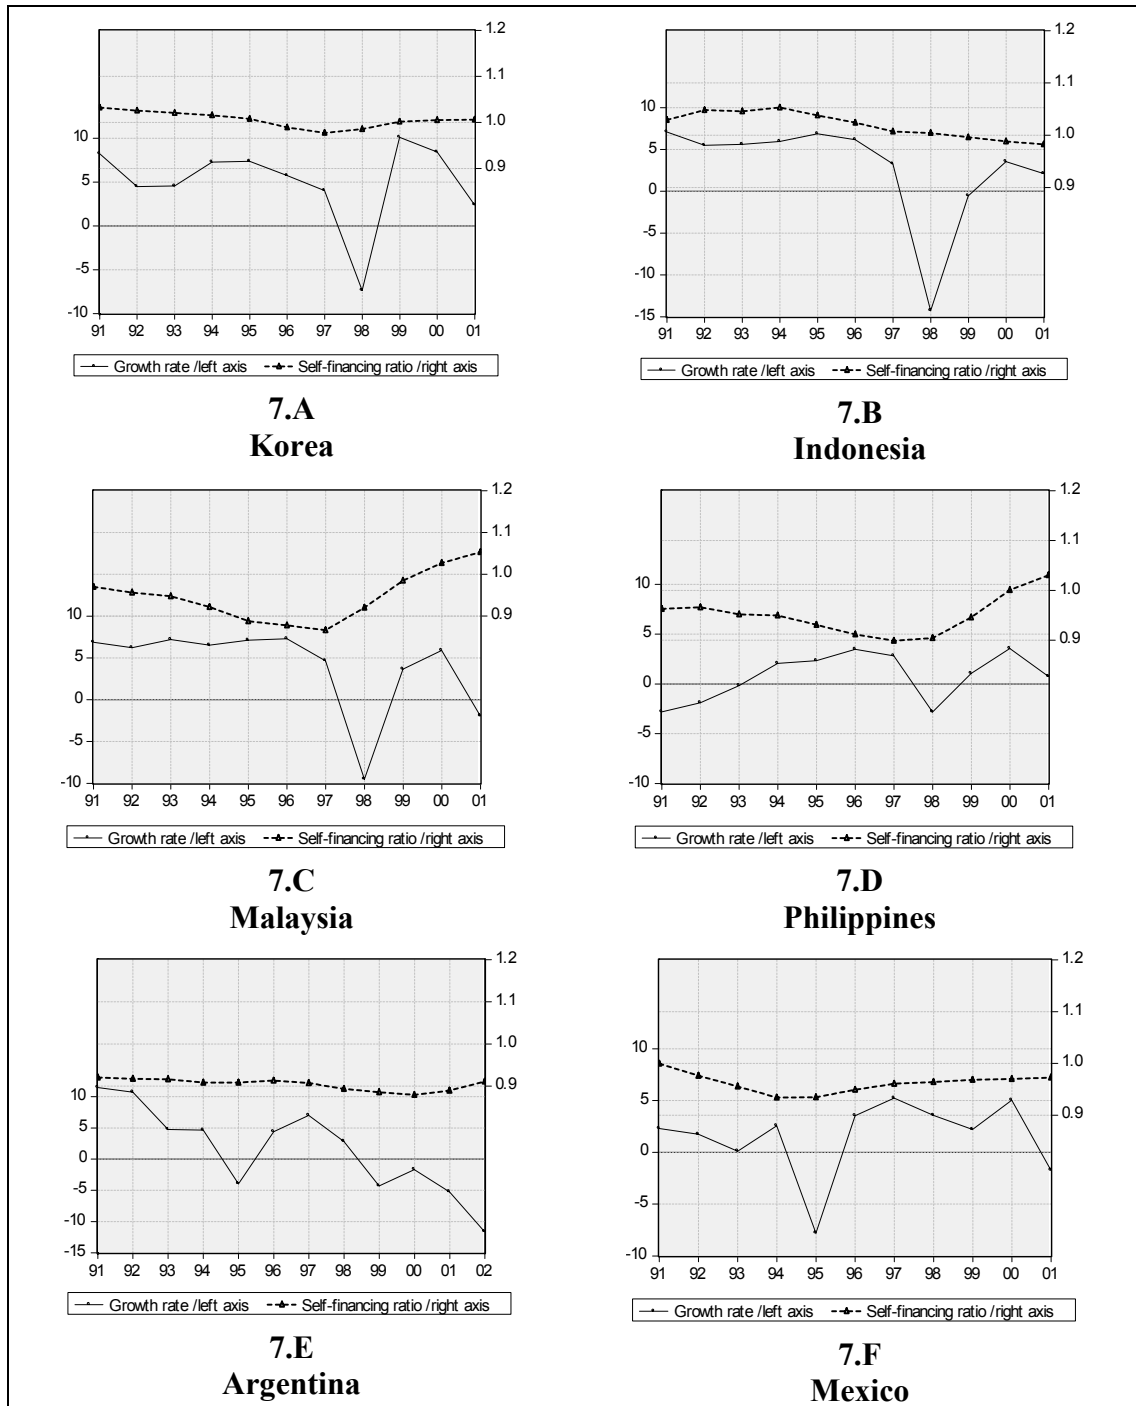 1.2
1.1
1.0
0.9
10
5
0
-5
-10
91 92 93 94 95 96 97 98 99 00 01
Growth rate /left axis Self-financing ratio /right axis
7.A
Korea
1.2
1.1
1.0
0.9
10
5
0
-5
-10
-15
91 92 93 94 95 96 97 98 99 00 01
Growth rate /left axis Self-financing ratio /right axis
7.B
Indonesia
1.2
1.1
1.0
0.9
10
5
0
-5
-10
91 92 93 94 95 96 97 98 99 00 01
Growth rate /left axis Self-financing ratio /right axis
7.C
Malaysia
1.2
1.1
1.0
0.9
10
5
0
-5
-10
91 92 93 94 95 96 97 98 99 00 01
Growth rate /left axis Self-financing ratio /right axis
7.D
Philippines
1.2
1.1
1.0
0.9
10
5
0
-5
-10
-15
91 92 93 94 95 96 97 98 99 00 01 02
Growth rate /left axis Self-financing ratio /right axis
7.E
Argentina
1.2
1.1
1.0
0.9
10
5
0
-5
-10
91 92 93 94 95 96 97 98 99 00 01
Growth rate /left axis Self-financing ratio /right axis
7.F
Mexico